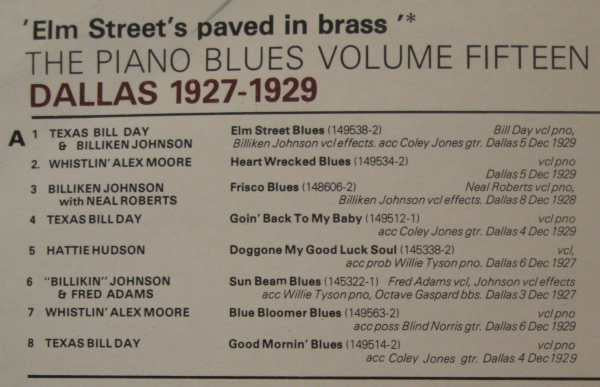 'Elm Street's paved in brass'*
THE PIANO BLUES VOLUME FIFTEEN
DALLAS 1927-1929
A 1 TEXAS BILL DAY Elm Street Blues (149538-2) Bill Day vcl pno,
& BILLIKEN JOHNSON Billiken Johnson vcl effects. acc Coley Jones gtr. Dallas 5 Dec 1929
2. WHISTLIN' ALEX MOORE Heart Wrecked Blues (149534-2) vcl pno
Dallas 5 Dec 1929
3 BILLIKEN JOHNSON Frisco Blues (148606-2) Neal Roberts vcl pno,
with NEAL ROBERTS Billiken Johnson vcl effects. Dallas 8 Dec 1928
4 TEXAS BILL DAY Goin' Back To My Baby (149512-1) vcl pno
acc Coley Jones gtr. Dallas 4 Dec 1929
5 HATTIE HUDSON Doggone My Good Luck Soul (145338-2) vcl,
acc prob Willie Tyson pno. Dallas 6 Dec 1927
6 "BILLIKIN" JOHNSON Sun Beam Blues (145322-1) Fred Adams vcl, Johnson vcl effects
& FRED ADAMS acc Willie Tyson pno, Octave Gaspard bbs. Dallas 3 Dec 1927
7 WHISTLIN' ALEX MOORE Blue Bloomer Blues (149563-2) vcl pno
acc poss Blind Norris gtr. Dallas 6 Dec 1929
8 TEXAS BILL DAY Good Mornin' Blues (149514-2) vcl pno
acc Coley Jones gtr. Dallas 4 Dec 1929